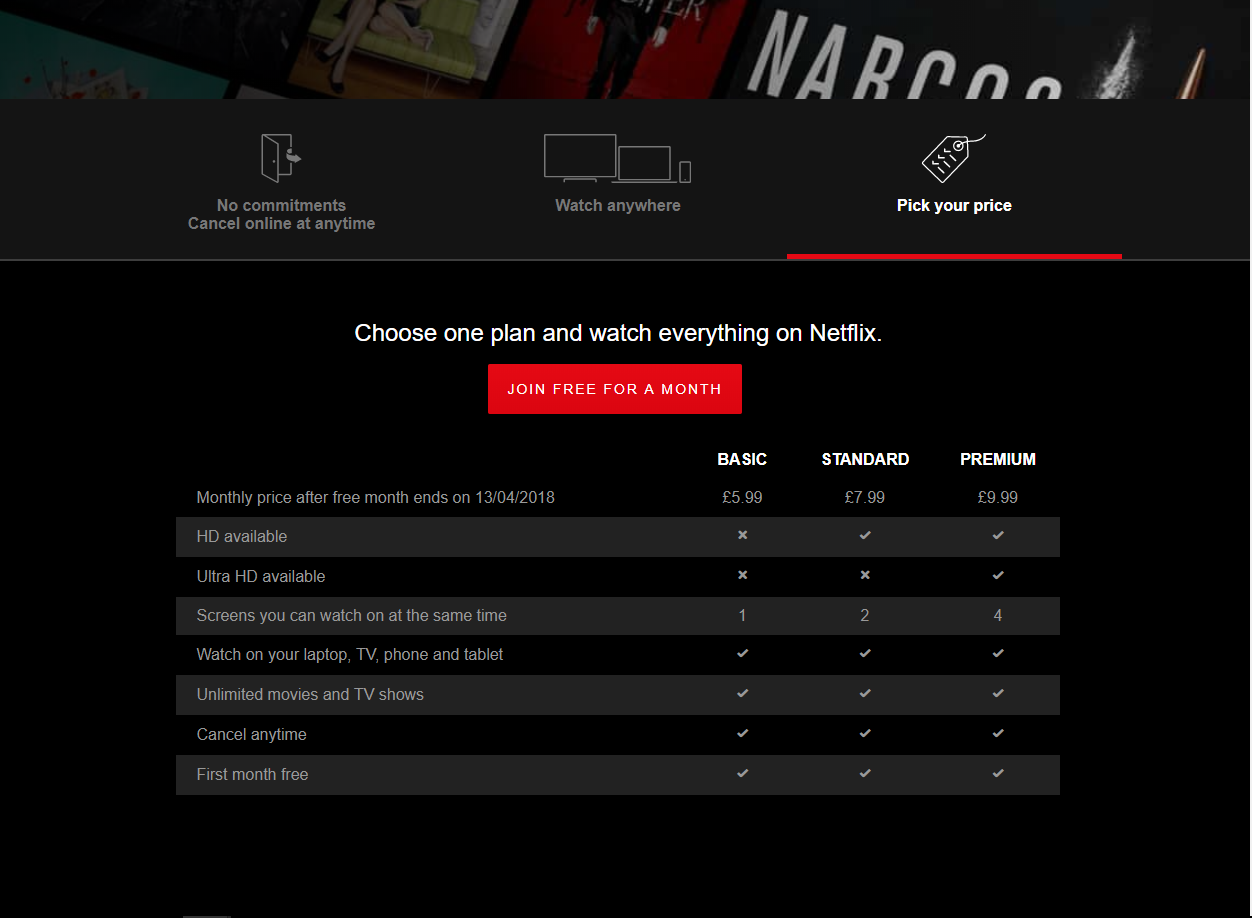 NARCOS
No commitments
Cancel online at anytime
Watch anywhere
Pick your price
Choose one plan and watch everything on Netflix.
JOIN FREE FOR A MONTH
BASIC STANDARD PREMIUM
Monthly price after free month ends on 13/04/2018 £5.99 £7.99 £9.99
HD available ✖ ✔ ✔
Ultra HD available ✖ ✖ ✔
Screens you can watch on at the same time 1 2 4
Watch on your laptop, TV, phone and tablet ✔ ✔ ✔
Unlimited movies and TV shows ✔ ✔ ✔
Cancel anytime ✔ ✔ ✔
First month free ✔ ✔ ✔